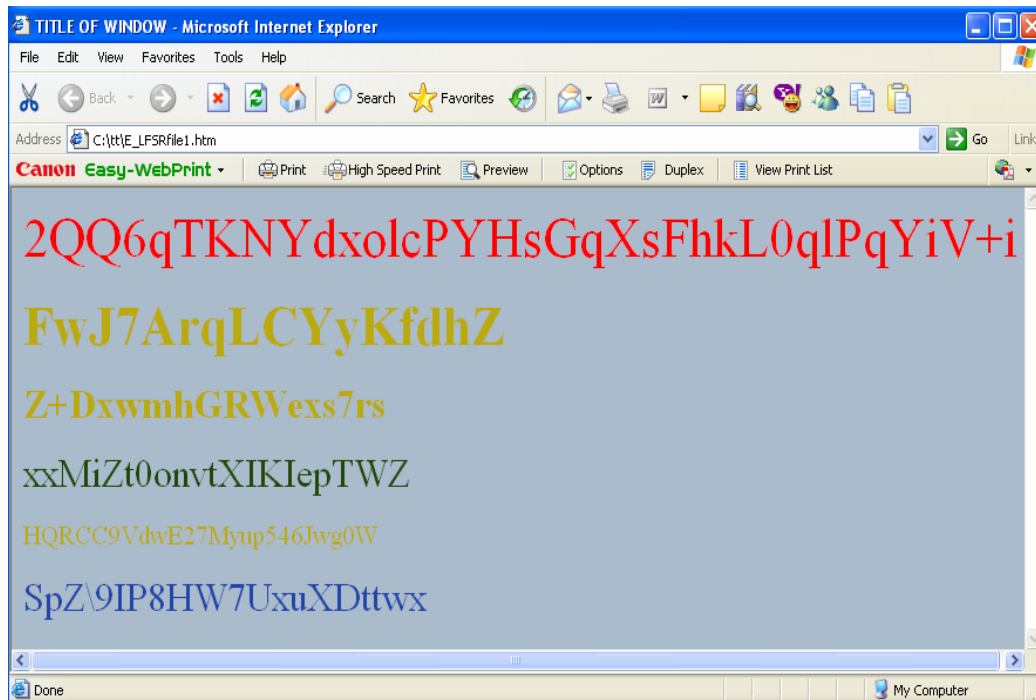 TITLE OF WINDOW - Microsoft Internet Explorer
File Edit View Favorites Tools Help
Back Search Favorites
Address C:\tt\E_LFSRfile1.htm Go Link
Canon Easy-WebPrint Print High Speed Print Preview Options Duplex View Print List
2QQ6qTKNYdxolcPYHsGqXsFhkL0qlPqYiV+i
FwJ7ArqLCYyKfdhZ
Z+DxwmhGRWexs7rs
xxMiZt0onvtXIKIepTWZ
HQRCC9VdwE27Myup546Jwg0W
SpZ\9IP8HW7UxuXDttwx
Done My Computer